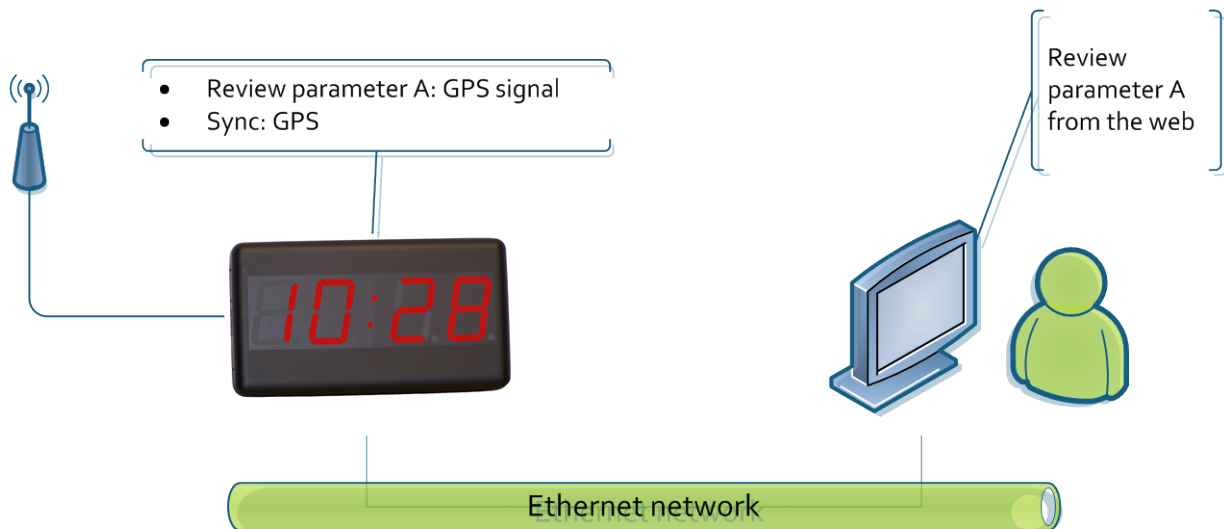 • Review parameter A: GPS signal
• Sync: GPS
Review
parameter A
from the web
10:28
Ethernet network